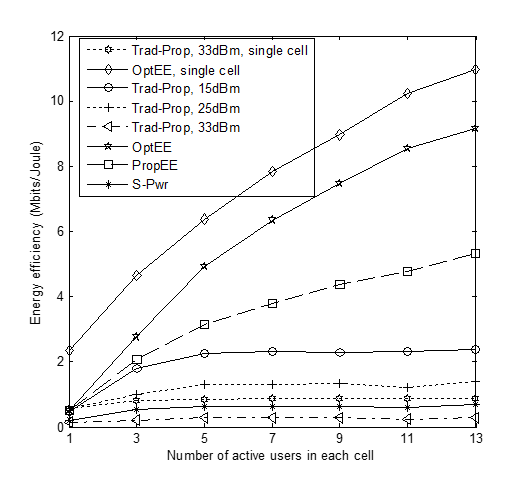 12
10
8
6
4
2
0
Energy efficiency (Mbits/Joule)
Trad-Prop, 33dBm, single cell
OptEE, single cell
Trad-Prop, 15dBm
Trad-Prop, 25dBm
Trad-Prop, 33dBm
OptEE
PropEE
S-Pwr
1 3 5 7 9 11 13
Number of active users in each cell